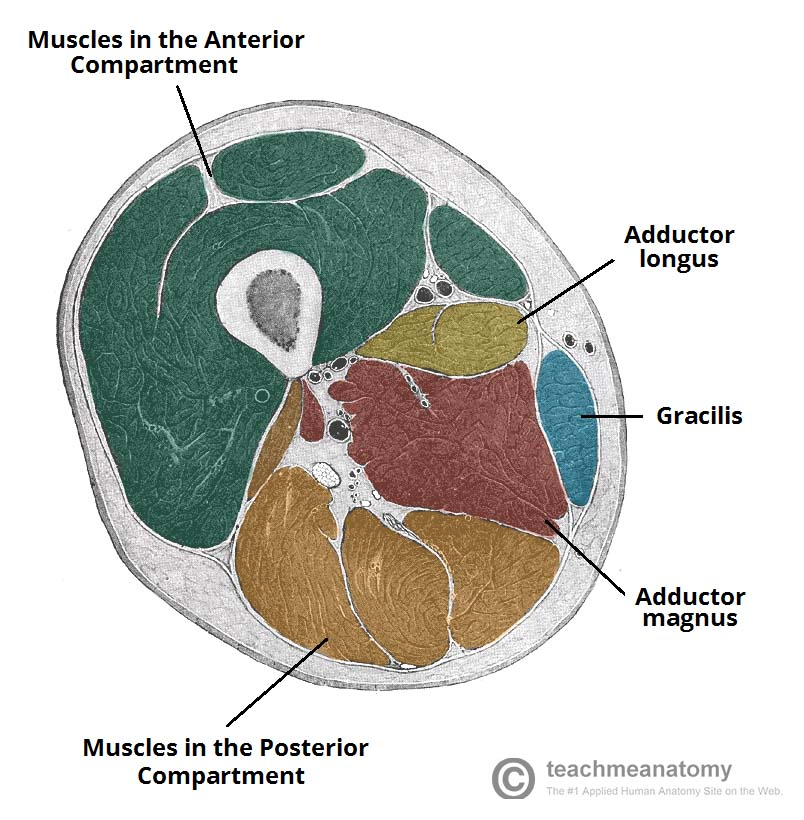 Muscles in the Anterior
Compartment
Adductor
longus
Gracilis
Adductor
magnus
Muscles in the Posterior
Compartment
© teachmeanatomy
The #1 Applied Human Anatomy Site on the Web.